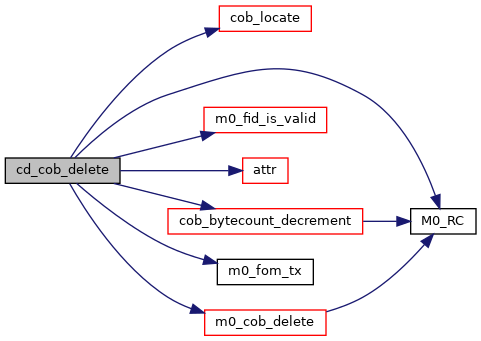 cob_locate
m0_fid_is_valid
cd_cob_delete
attr
cob_bytecount_decrement
M0_RC
m0_fom_tx
m0_cob_delete